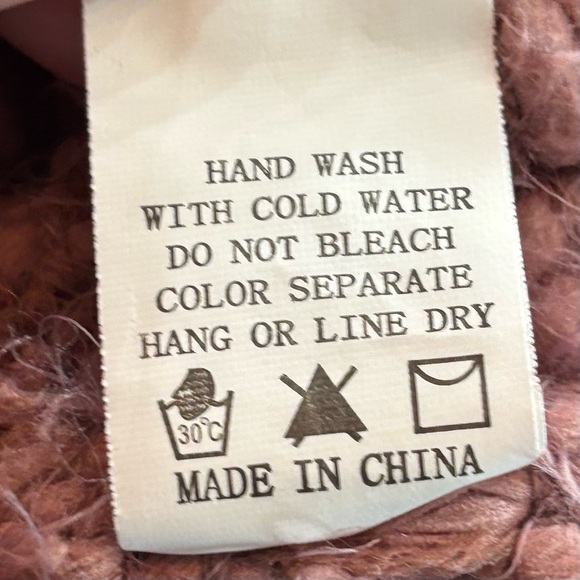 HAND WASH
WITH COLD WATER
DO NOT BLEACH
COLOR SEPARATE
HANG OR LINE DRY
30°C
MADE IN CHINA